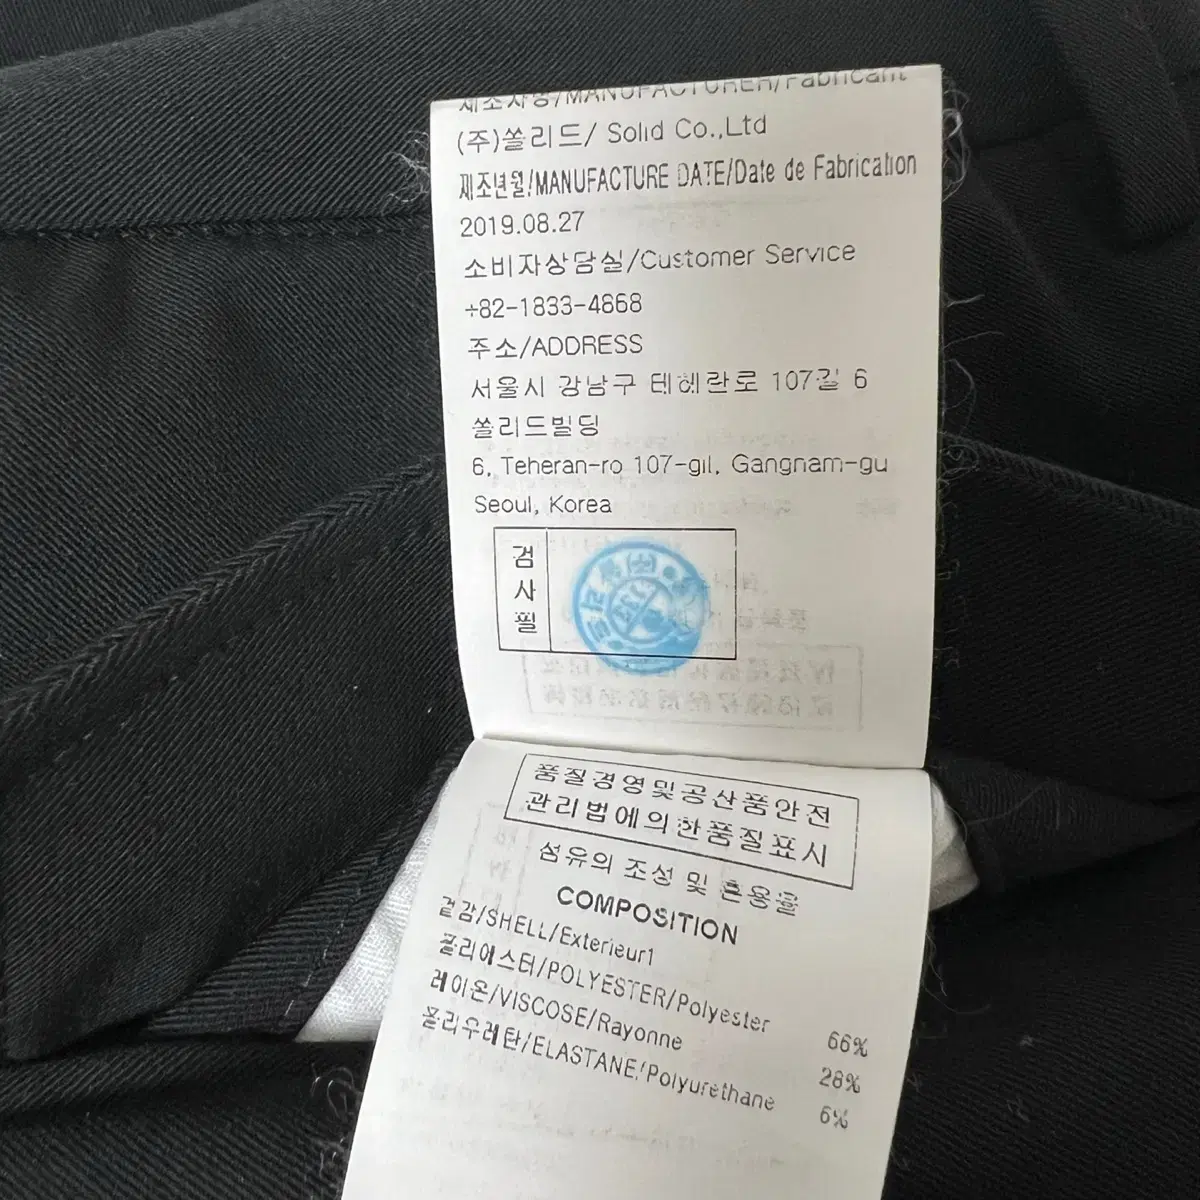 제조자명/MANUFACTURER/Fabricant
(주)쏠리드/ Solid Co.,Ltd
제조년월/MANUFACTURE DATE/Date de Fabrication
2019.08.27
소비자상담실/Customer Service
+82-1833-4868
주소/ADDRESS
서울시 강남구 테헤란로 107길 6
쏠리드빌딩
6, Teheran-ro 107-gil, Gangnam-gu
Seoul, Korea
검사필
품질경영및공산품안전
관리법에의한품질표시
섬유의 조성 및 혼용율
COMPOSITION
겉감/SHELL/Exterieur1
폴리에스터/POLYESTER/Polyester 66%
레이온/VISCOSE/Rayonne 28%
폴리우레탄/ELASTANE/Polyurethane 6%